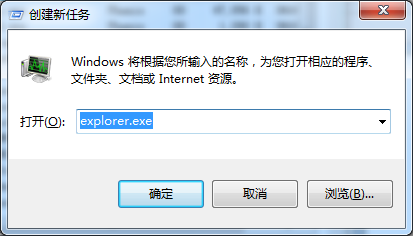 创建新任务
Windows 将根据您所输入的名称，为您打开相应的程序、
文件夹、文档或 Internet 资源。
打开(O):
explorer.exe
确定
取消
浏览(B)...